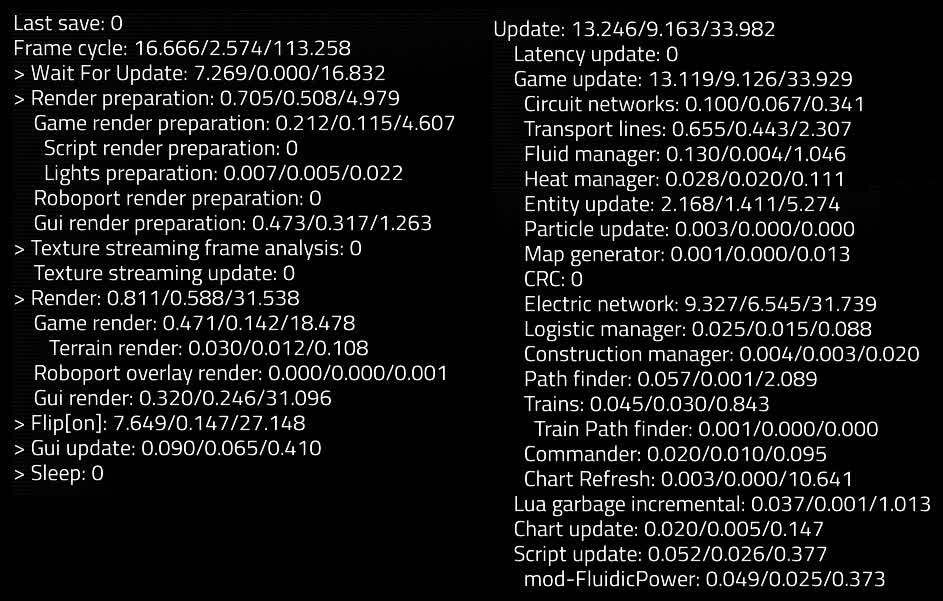 Last save: 0
Frame cycle: 16.666/2.574/113.258
> Wait For Update: 7.269/0.000/16.832
> Render preparation: 0.705/0.508/4.979
Game render preparation: 0.212/0.115/4.607
Script render preparation: 0
Lights preparation: 0.007/0.005/0.022
Roboport render preparation: 0
Gui render preparation: 0.473/0.317/1.263
> Texture streaming frame analysis: 0
Texture streaming update: 0
> Render: 0.811/0.588/31.538
Game render: 0.471/0.142/18.478
Terrain render: 0.030/0.012/0.108
Roboport overlay render: 0.000/0.000/0.001
Gui render: 0.320/0.246/31.096
> Flip[on]: 7.649/0.147/27.148
> Gui update: 0.090/0.065/0.410
> Sleep: 0
Update: 13.246/9.163/33.982
Latency update: 0
Game update: 13.119/9.126/33.929
Circuit networks: 0.100/0.067/0.341
Transport lines: 0.655/0.443/2.307
Fluid manager: 0.130/0.004/1.046
Heat manager: 0.028/0.020/0.111
Entity update: 2.168/1.411/5.274
Particle update: 0.003/0.000/0.000
Map generator: 0.001/0.000/0.013
CRC: 0
Electric network: 9.327/6.545/31.739
Logistic manager: 0.025/0.015/0.088
Construction manager: 0.004/0.003/0.020
Path finder: 0.057/0.001/2.089
Trains: 0.045/0.030/0.843
Train Path finder: 0.001/0.000/0.000
Commander: 0.020/0.010/0.095
Chart Refresh: 0.003/0.000/10.641
Lua garbage incremental: 0.037/0.001/1.013
Chart update: 0.020/0.005/0.147
Script update: 0.052/0.026/0.377
mod-FluidicPower: 0.049/0.025/0.373